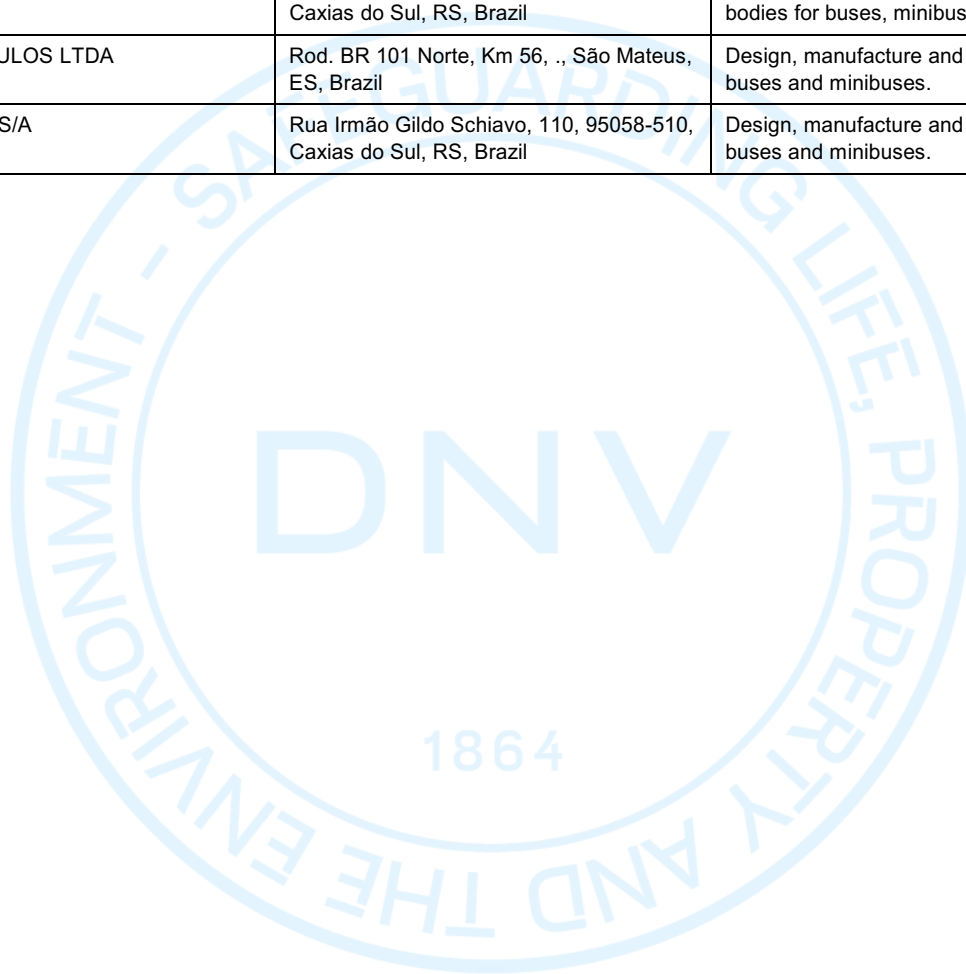 Caxias do Sul, RS, Brazil
bodies for buses, minibus
ULOS LTDA
Rod. BR 101 Norte, Km 56, ., São Mateus,
ES, Brazil
Design, manufacture and
buses and minibuses.
S/A
Rua Irmão Gildo Schiavo, 110, 95058-510,
Caxias do Sul, RS, Brazil
Design, manufacture and
buses and minibuses.
SAFEGUARDING LIFE, PROPERTY AND THE ENVIRONMENT -
DNV
1864